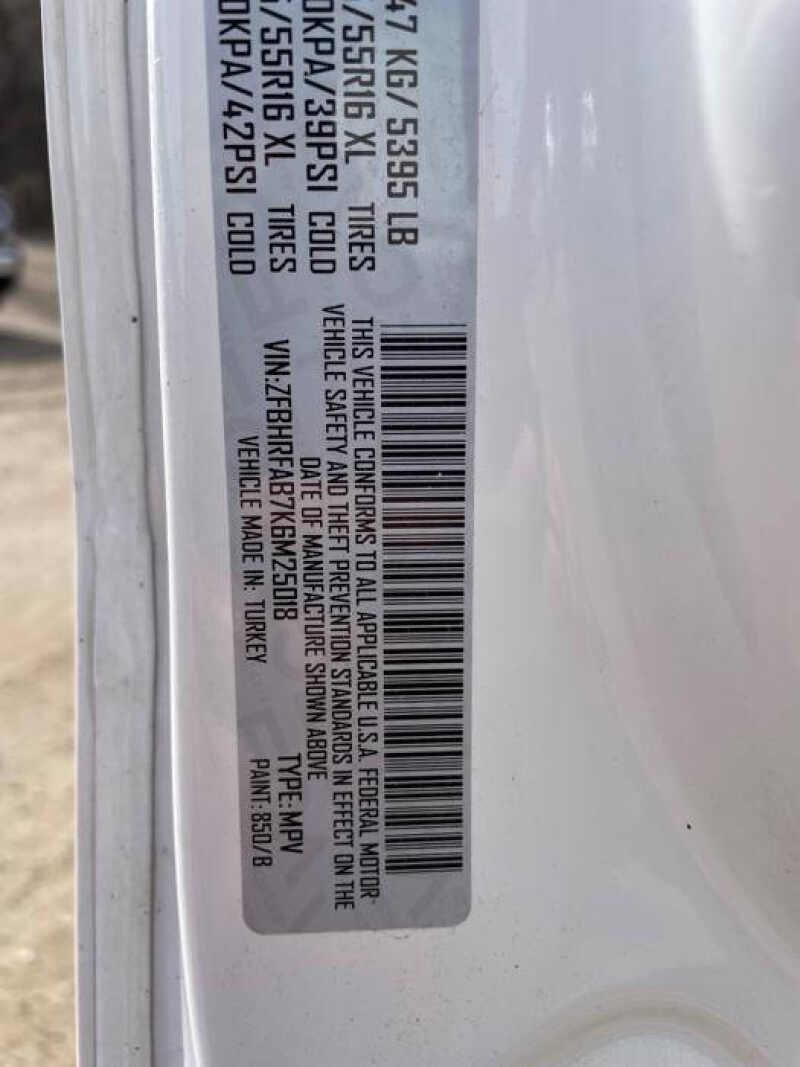 47 KG/ 5395 LB
/55R16 XL TIRES
0KPA/39PSI COLD
/55R16 XL TIRES
0KPA/42PSI COLD
THIS VEHICLE CONFORMS TO ALL APPLICABLE U.S.A. FEDERAL MOTOR
VEHICLE SAFETY AND THEFT PREVENTION STANDARDS IN EFFECT ON THE
DATE OF MANUFACTURE SHOWN ABOVE
VIN:ZFBHRFAB7K6M25018 TYPE:MPV
VEHICLE MADE IN: TURKEY PAINT:850/B